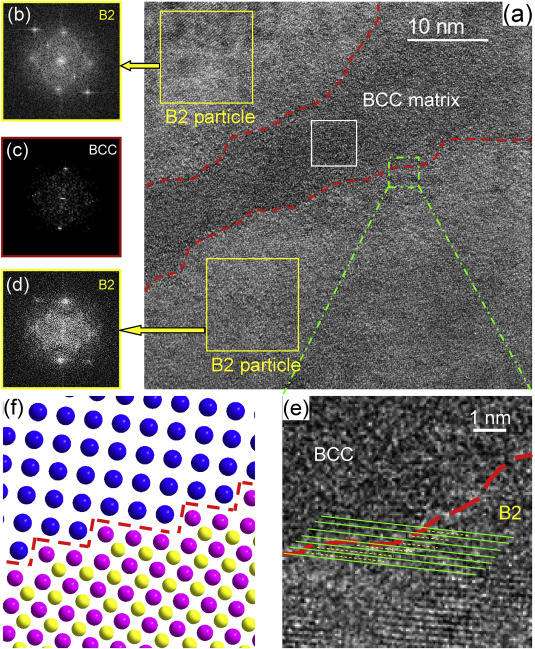 (b) B2
(a)
10 nm
BCC matrix
B2 particle
(c) BCC
(d) B2
B2 particle
(f)
(e)
1 nm
BCC
B2